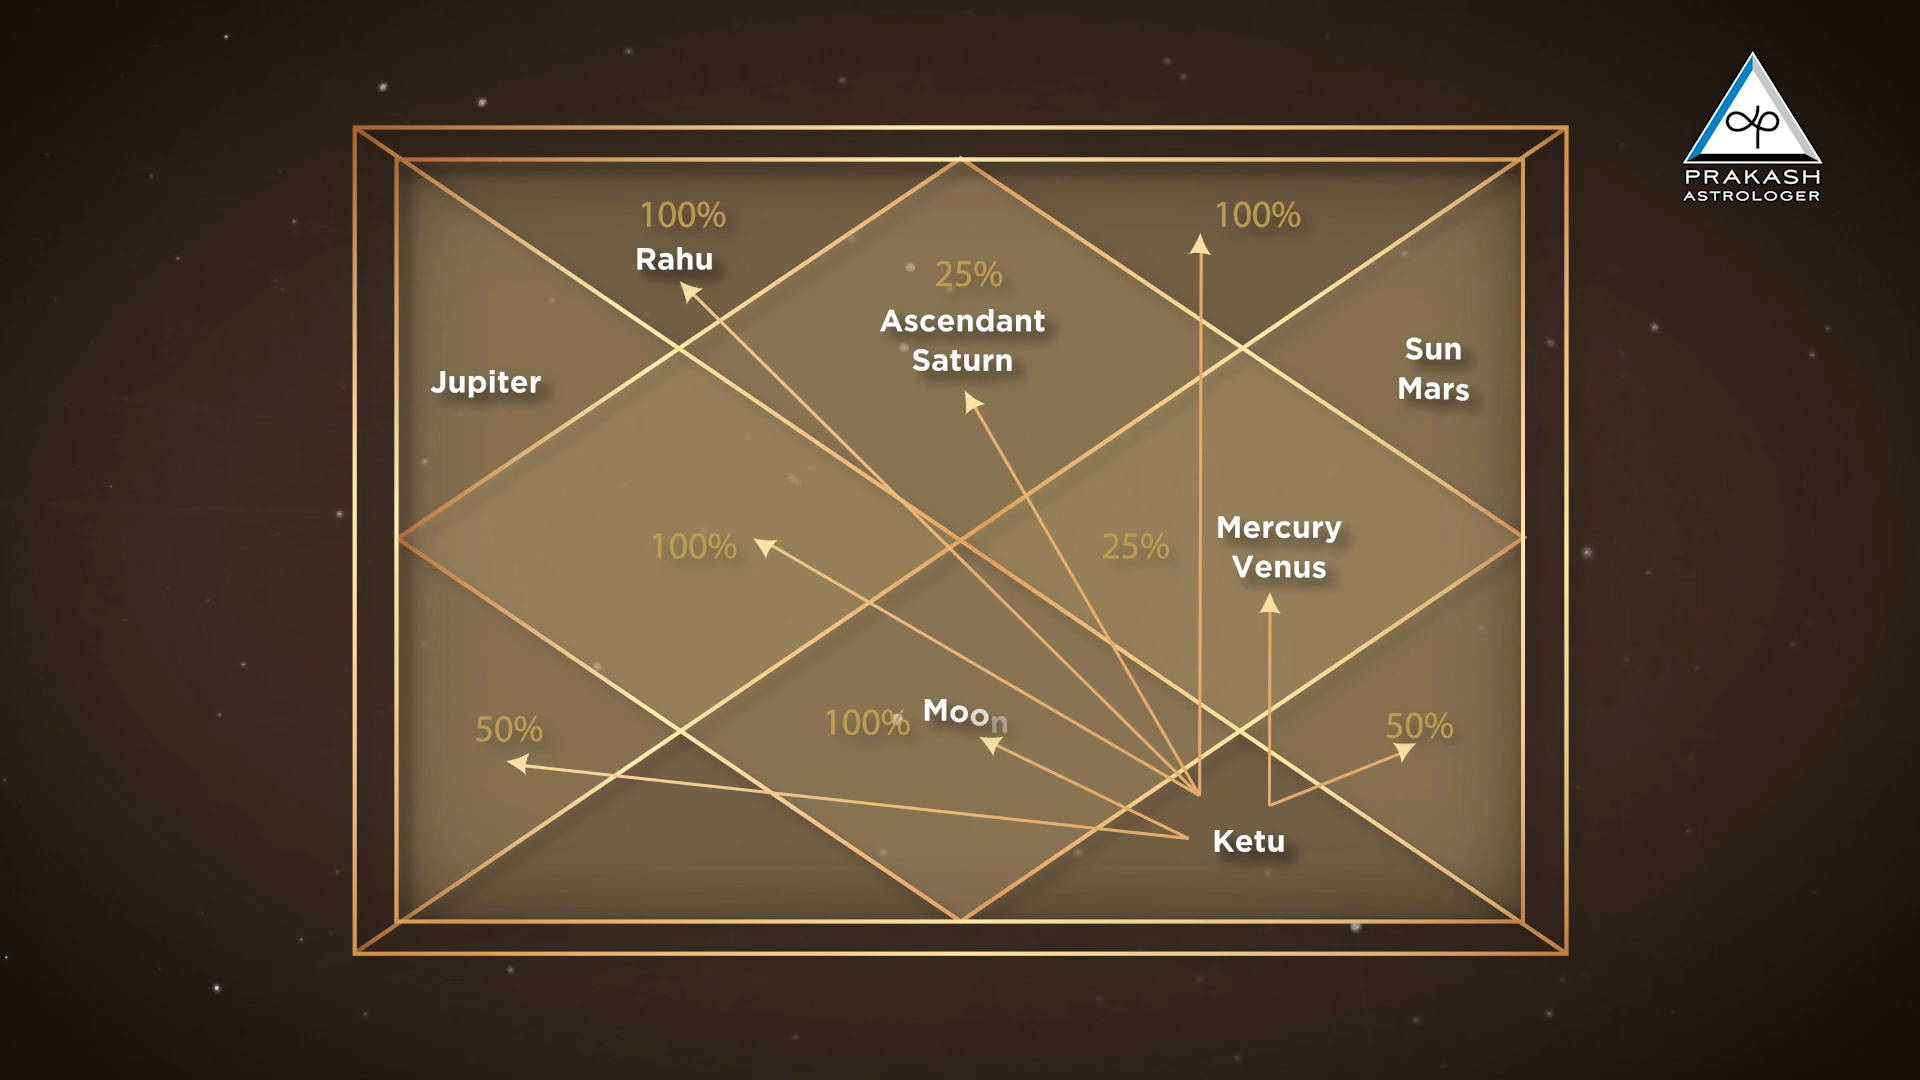 PRAKASH
ASTROLOGER
100%
Rahu
100%
25%
Ascendant
Saturn
Jupiter
Sun
Mars
100%
25%
Mercury
Venus
50%
100%
Moon
50%
Ketu